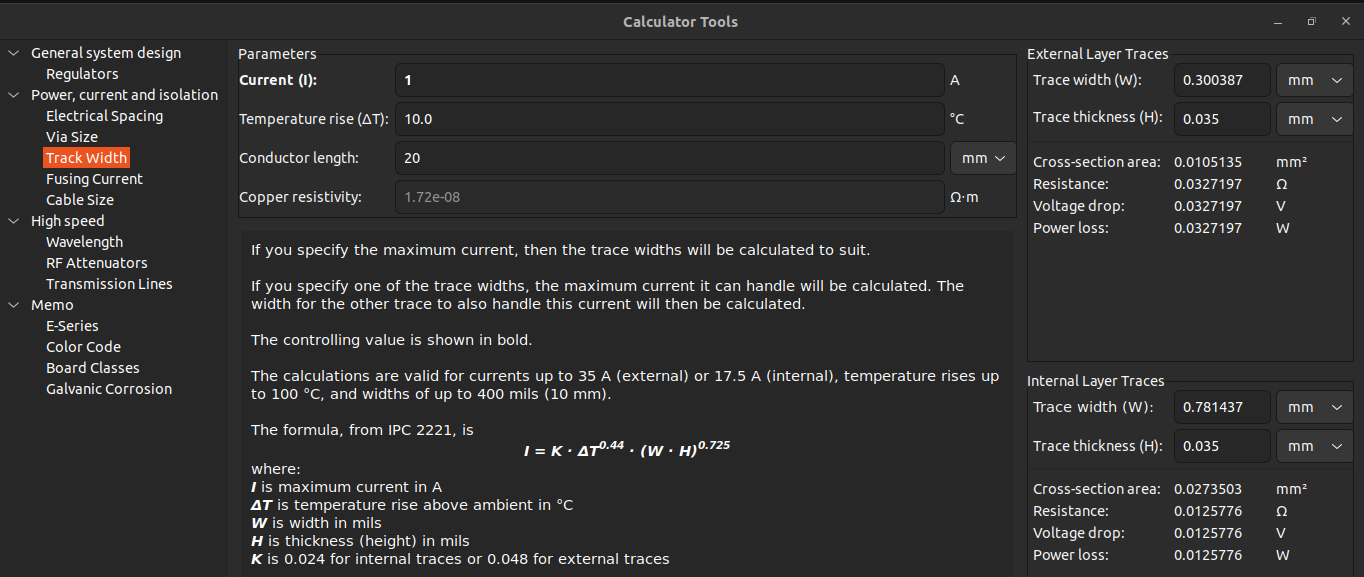 Calculator Tools
General system design
Regulators
Power, current and isolation
Electrical Spacing
Via Size
Track Width
Fusing Current
Cable Size
High speed
Wavelength
RF Attenuators
Transmission Lines
Memo
E-Series
Color Code
Board Classes
Galvanic Corrosion
Parameters
Current (I): 1 A
Temperature rise (ΔT): 10.0 °C
Conductor length: 20 mm
Copper resistivity: 1.72e-08 Ω·m
If you specify the maximum current, then the trace widths will be calculated to suit.
If you specify one of the trace widths, the maximum current it can handle will be calculated. The
width for the other trace to also handle this current will then be calculated.
The controlling value is shown in bold.
The calculations are valid for currents up to 35 A (external) or 17.5 A (internal), temperature rises up
to 100 °C, and widths of up to 400 mils (10 mm).
The formula, from IPC 2221, is
I = K · ΔT^0.44 · (W · H)^0.725
where:
I is maximum current in A
ΔT is temperature rise above ambient in °C
W is width in mils
H is thickness (height) in mils
K is 0.024 for internal traces or 0.048 for external traces
External Layer Traces
Trace width (W): 0.300387 mm
Trace thickness (H): 0.035 mm
Cross-section area: 0.0105135 mm²
Resistance: 0.0327197 Ω
Voltage drop: 0.0327197 V
Power loss: 0.0327197 W
Internal Layer Traces
Trace width (W): 0.781437 mm
Trace thickness (H): 0.035 mm
Cross-section area: 0.0273503 mm²
Resistance: 0.0125776 Ω
Voltage drop: 0.0125776 V
Power loss: 0.0125776 W